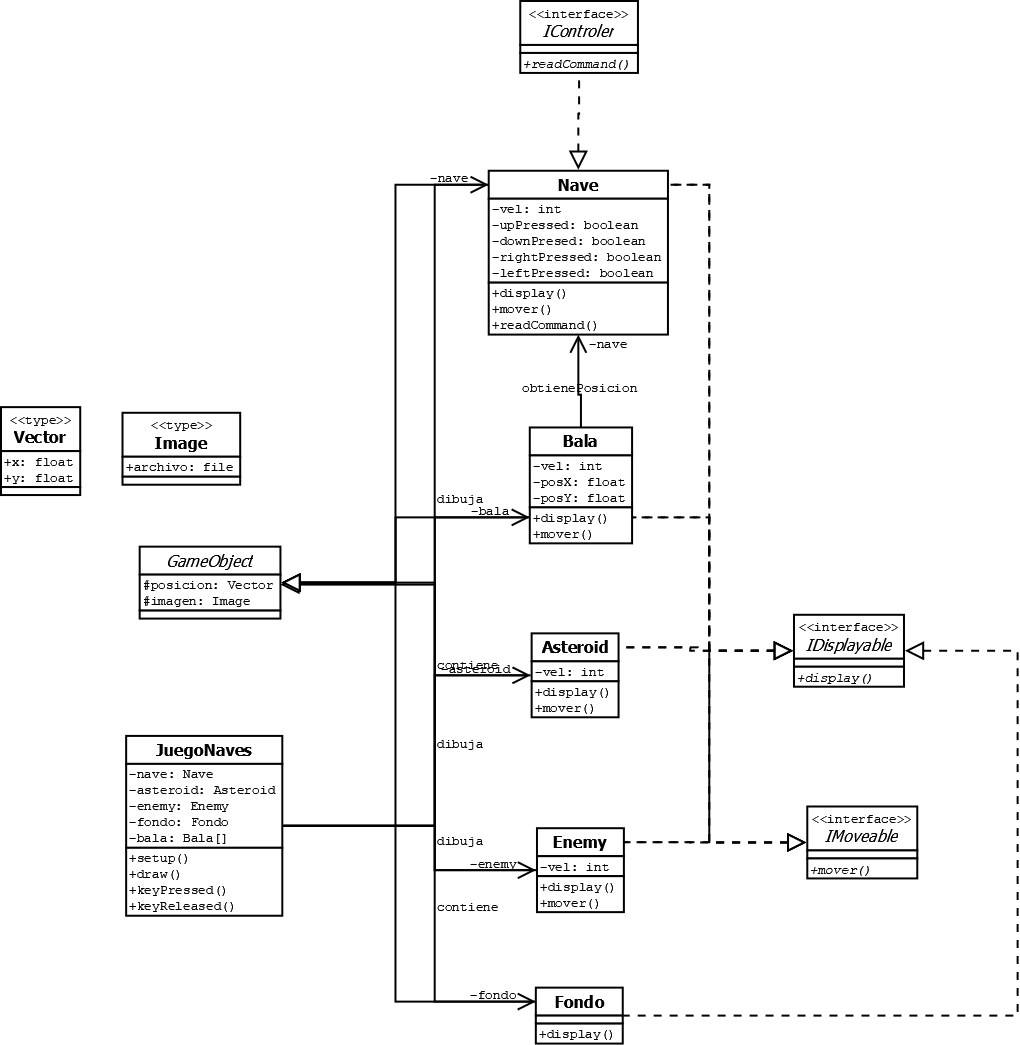 <<interface>>
IControler
+readCommand()
-nave
Nave
-vel: int
-upPressed: boolean
-downPresed: boolean
-rightPressed: boolean
-leftPressed: boolean
+display()
+mover()
+readCommand()
-nave
obtienePosicion
<<type>>
Vector
+x: float
+y: float
<<type>>
Image
+archivo: file
Bala
-vel: int
-posX: float
-posY: float
+display()
+mover()
dibuja
-bala
GameObject
#posicion: Vector
#imagen: Image
Asteroid
-vel: int
+display()
+mover()
contiene
-asteroid
<<interface>>
IDisplayable
+display()
dibuja
JuegoNaves
-nave: Nave
-asteroid: Asteroid
-enemy: Enemy
-fondo: Fondo
-bala: Bala[]
+setup()
+draw()
+keyPressed()
+keyReleased()
dibuja
-enemy
Enemy
-vel: int
+display()
+mover()
<<interface>>
IMoveable
+mover()
contiene
-fondo
Fondo
+display()